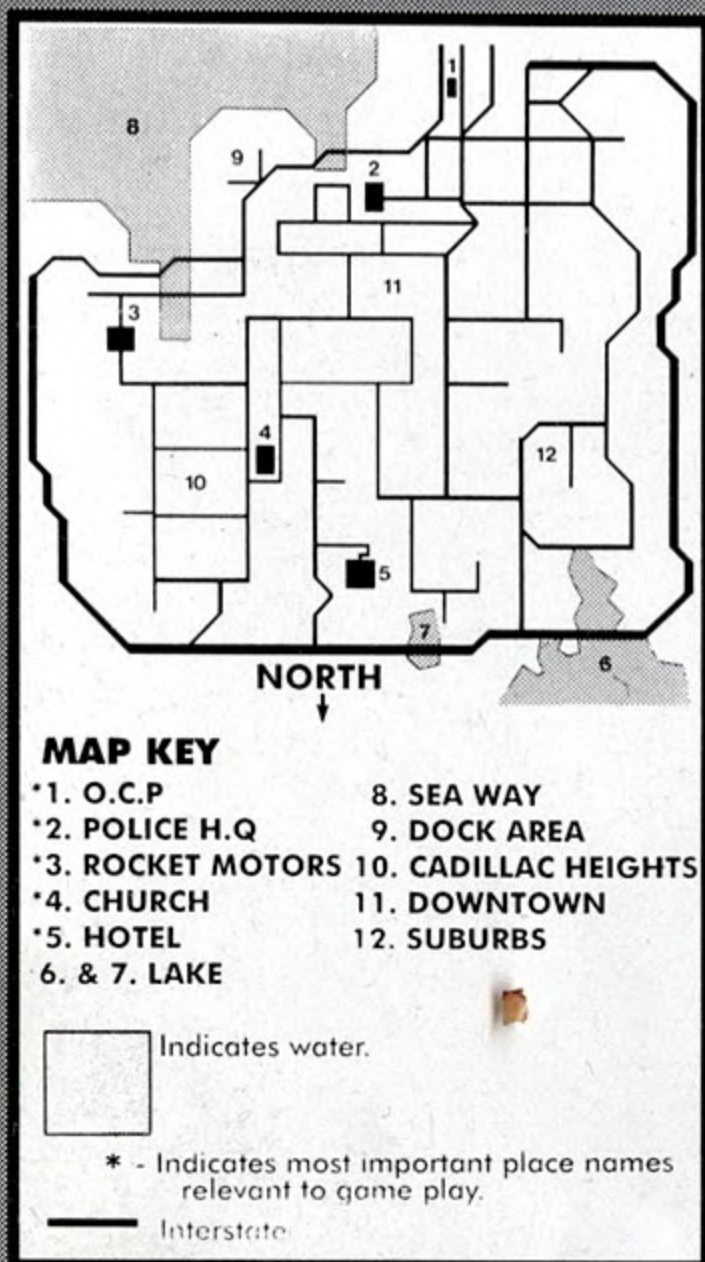 1
8
9
2
11
3
4
12
10
5
7
6
NORTH
MAP KEY
*1. O.C.P
*2. POLICE H.Q
*3. ROCKET MOTORS
*4. CHURCH
*5. HOTEL
6. & 7. LAKE
8. SEA WAY
9. DOCK AREA
10. CADILLAC HEIGHTS
11. DOWNTOWN
12. SUBURBS
Indicates water.
* - Indicates most important place names
relevant to game play.
Interstate